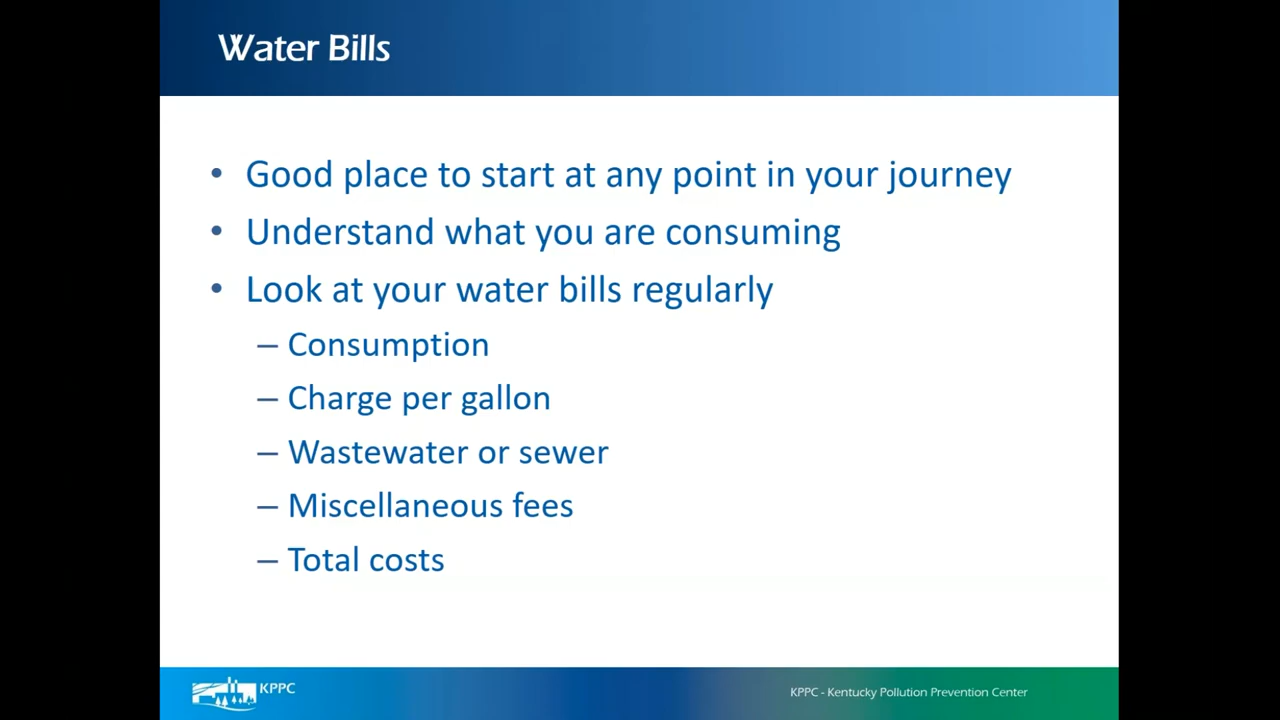 Water Bills
• Good place to start at any point in your journey
• Understand what you are consuming
• Look at your water bills regularly
– Consumption
– Charge per gallon
– Wastewater or sewer
– Miscellaneous fees
– Total costs
KPPC
KPPC - Kentucky Pollution Prevention Center